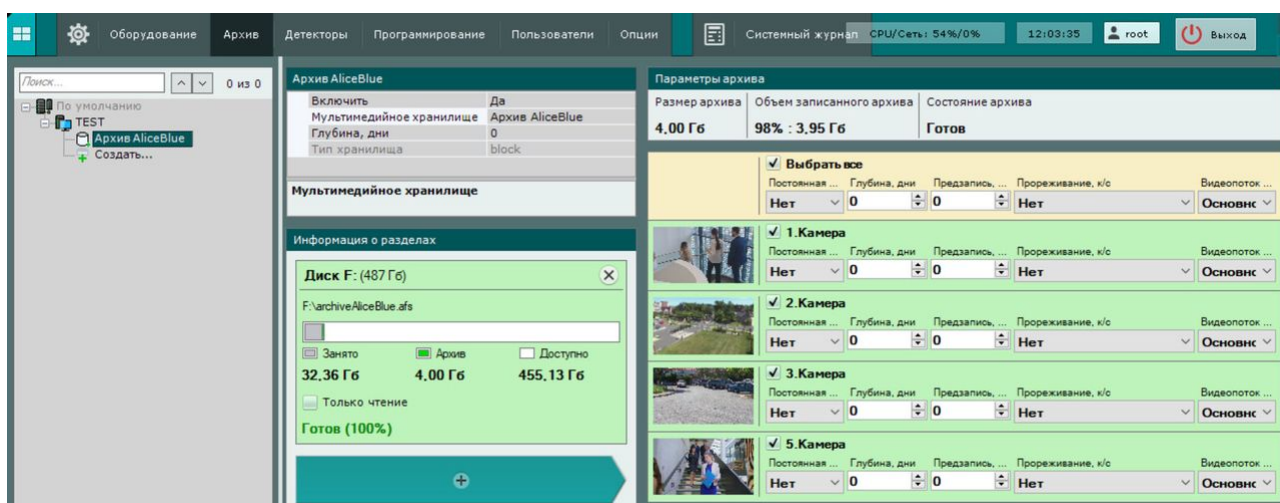 Оборудование Архив Детекторы Программирование Пользователи Опции Системный журнал CPU/Сеть: 54%/0% 12:03:35 root Выход
Поиск... 0 из 0
По умолчанию
TEST
Архив AliceBlue
Создать...
Архив AliceBlue
Включить Да
Мультимедийное хранилище Архив AliceBlue
Глубина, дни 0
Тип хранилища block
Мультимедийное хранилище
Информация о разделах
Диск F: (487 Гб)
F:\archiveAliceBlue.afs
Занято Архив Доступно
32,36 Гб 4,00 Гб 455,13 Гб
Только чтение
Готов (100%)
Параметры архива
Размер архива Объем записанного архива Состояние архива
4,00 Гб 98% : 3,95 Гб Готов
Выбрать все
Постоянная ... Глубина, дни Предзапись, ... Прореживание, к/с Видеопоток ...
Нет 0 0 Нет Основнс
1.Камера
Постоянная ... Глубина, дни Предзапись, ... Прореживание, к/с Видеопоток ...
Нет 0 0 Нет Основнс
2.Камера
Постоянная ... Глубина, дни Предзапись, ... Прореживание, к/с Видеопоток ...
Нет 0 0 Нет Основнс
3.Камера
Постоянная ... Глубина, дни Предзапись, ... Прореживание, к/с Видеопоток ...
Нет 0 0 Нет Основнс
5.Камера
Постоянная ... Глубина, дни Предзапись, ... Прореживание, к/с Видеопоток ...
Нет 0 0 Нет Основнс